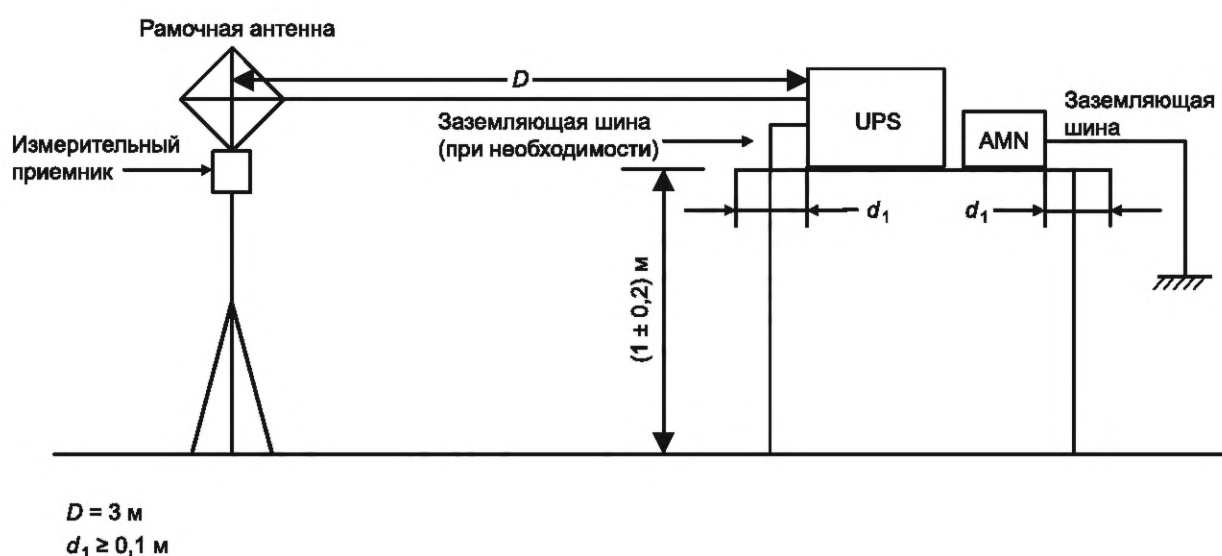 Рамочная антенна
D
Измерительный
приемник
Заземляющая шина
(при необходимости)
UPS
AMN
Заземляющая
шина
d₁
d₁
(1 ± 0,2) м
D = 3 м
d₁ ≥ 0,1 м